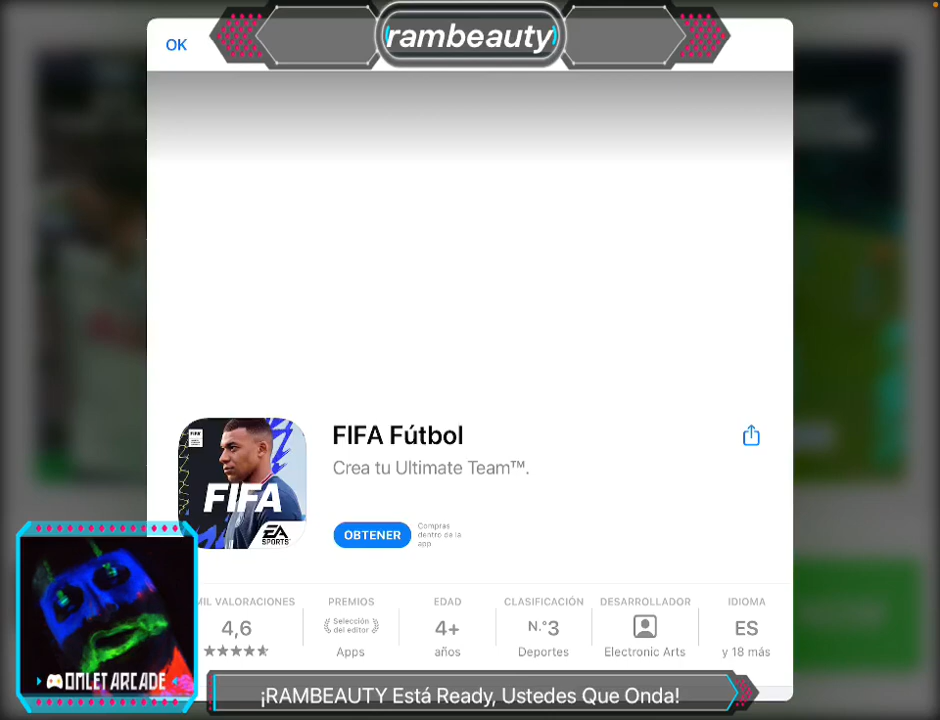 rambeauty
OK
FIFA Fútbol
Crea tu Ultimate Team™.
FIFA
FIFA
EA
SPORTS
OBTENER
Compras
dentro de la
app
MIL VALORACIONES
4,6
PREMIOS
Selección
del editor
Apps
EDAD
4+
años
CLASIFICACIÓN
N.º3
Deportes
DESARROLLADOR
Electronic Arts
IDIOMA
ES
y 18 más
OMLET ARCADE
¡RAMBEAUTY Está Ready, Ustedes Que Onda!